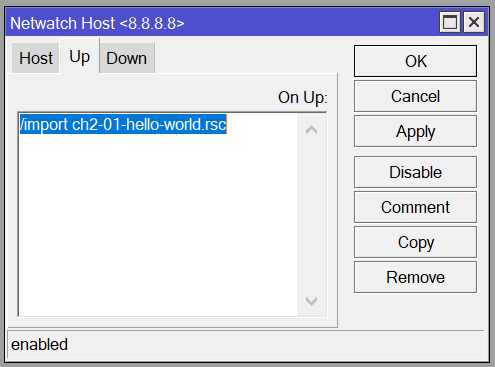 Netwatch Host <8.8.8.8>
Host Up Down
On Up:
/import ch2-01-hello-world.rsc
OK
Cancel
Apply
Disable
Comment
Copy
Remove
enabled